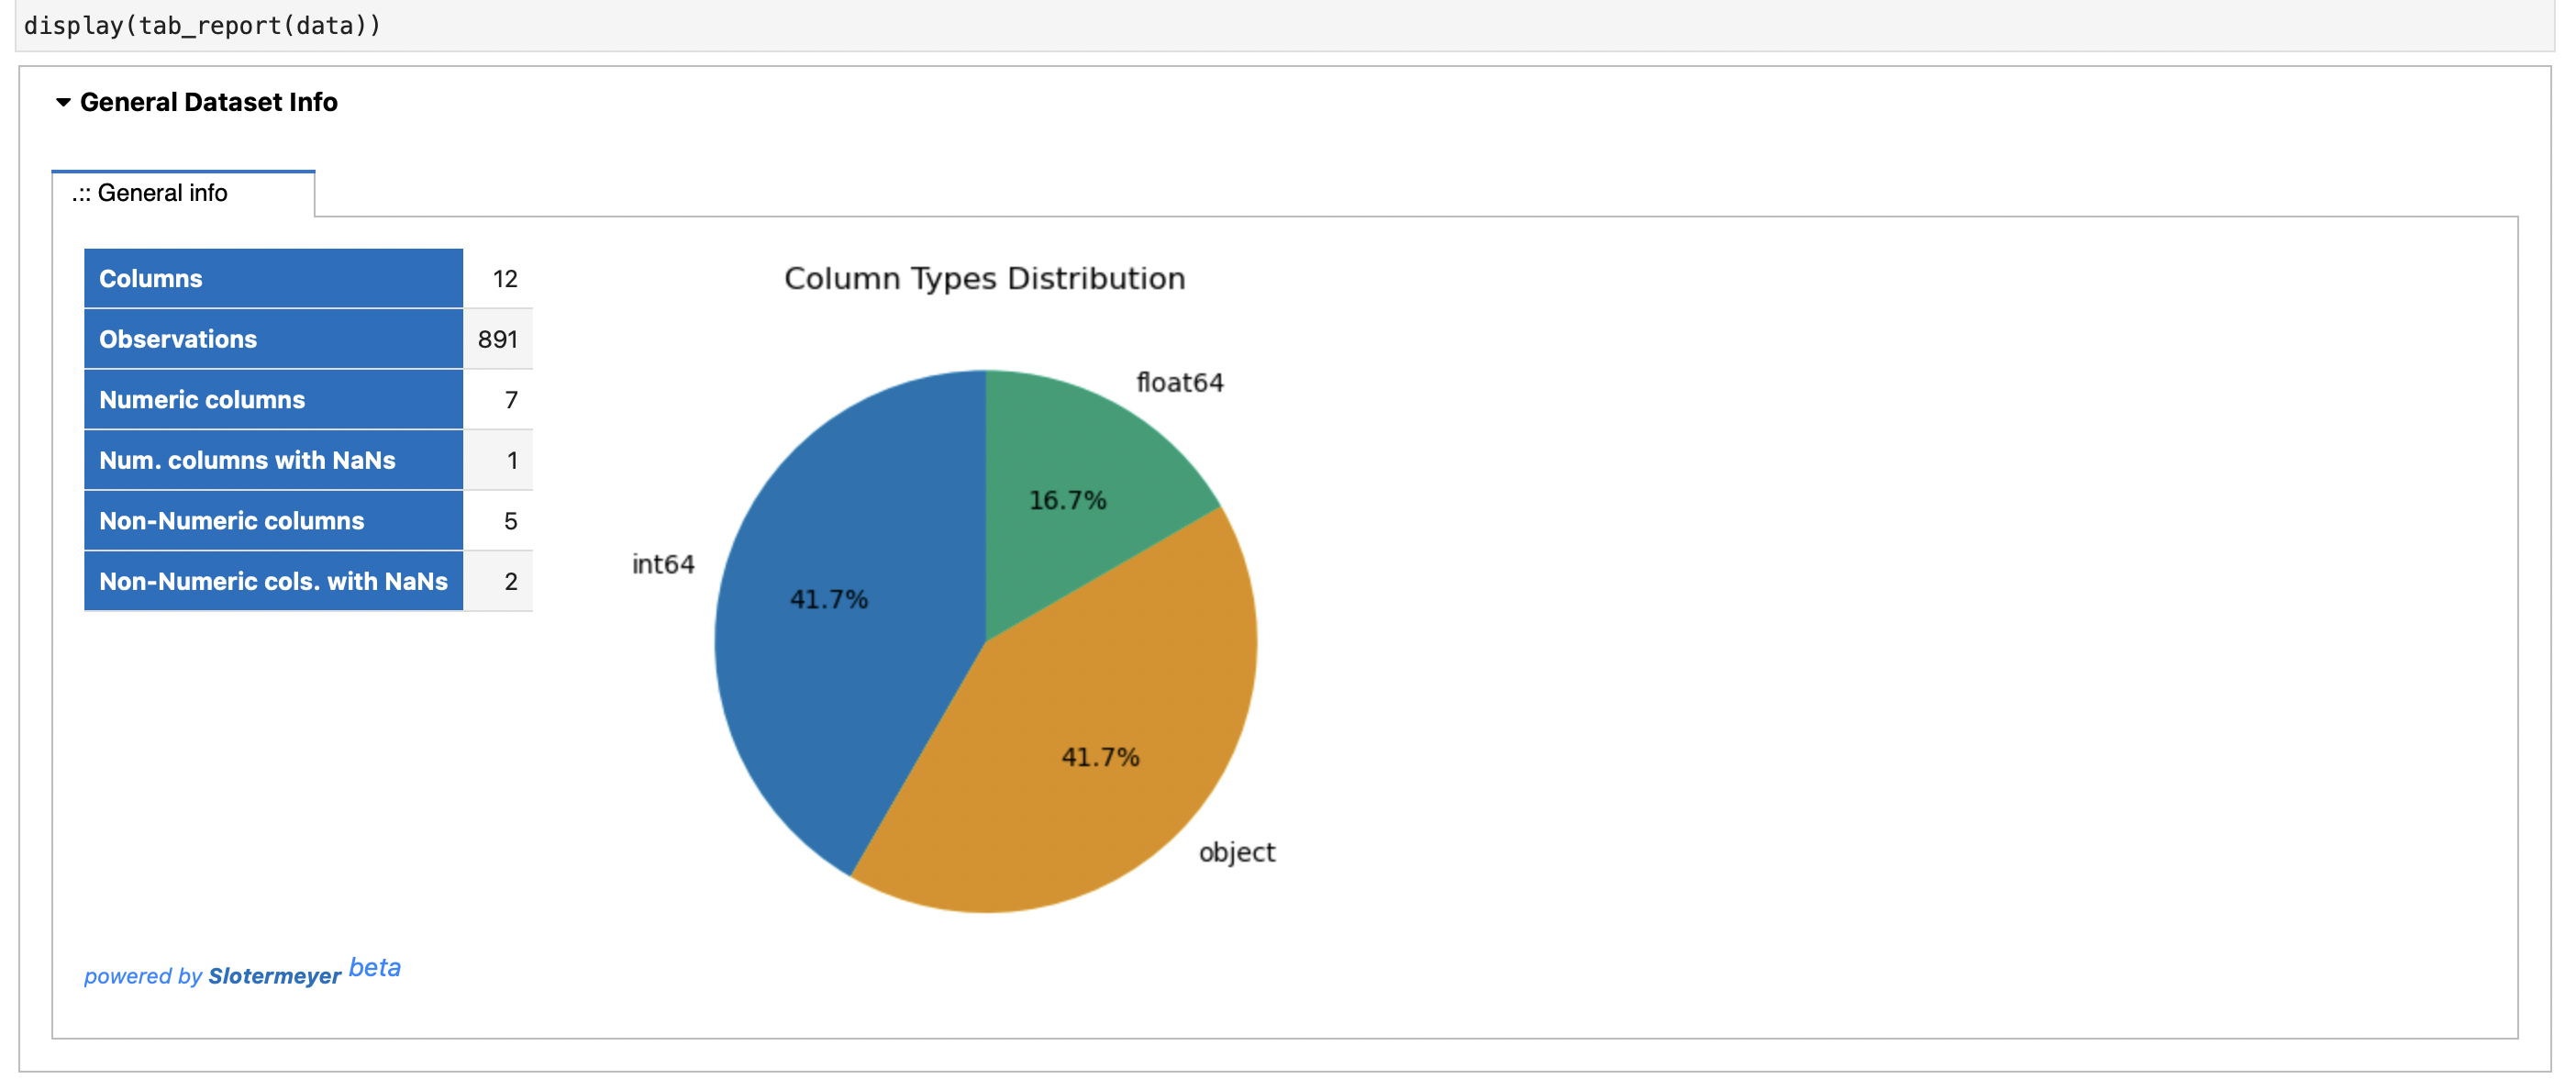 display(tab_report(data))
General Dataset Info
.:: General info
Columns 12
Observations 891
Numeric columns 7
Num. columns with NaNs 1
Non-Numeric columns 5
Non-Numeric cols. with NaNs 2
Column Types Distribution
float64
16.7%
int64
41.7%
41.7%
object
powered by Slotermeyer beta